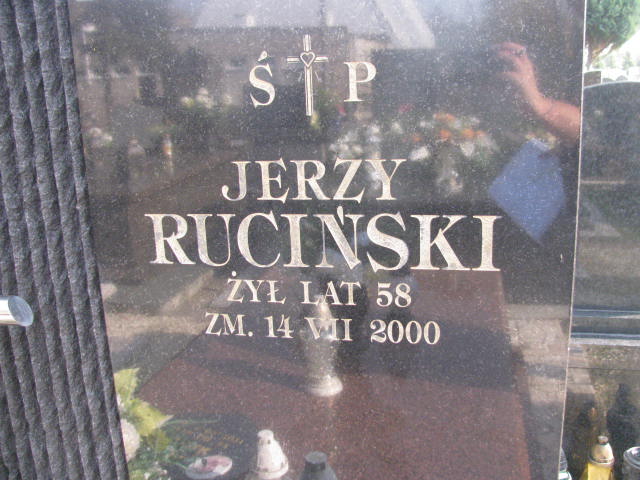 Ś P
JERZY
RUCIŃSKI
ŻYŁ LAT 58
ZM. 14 VII 2000